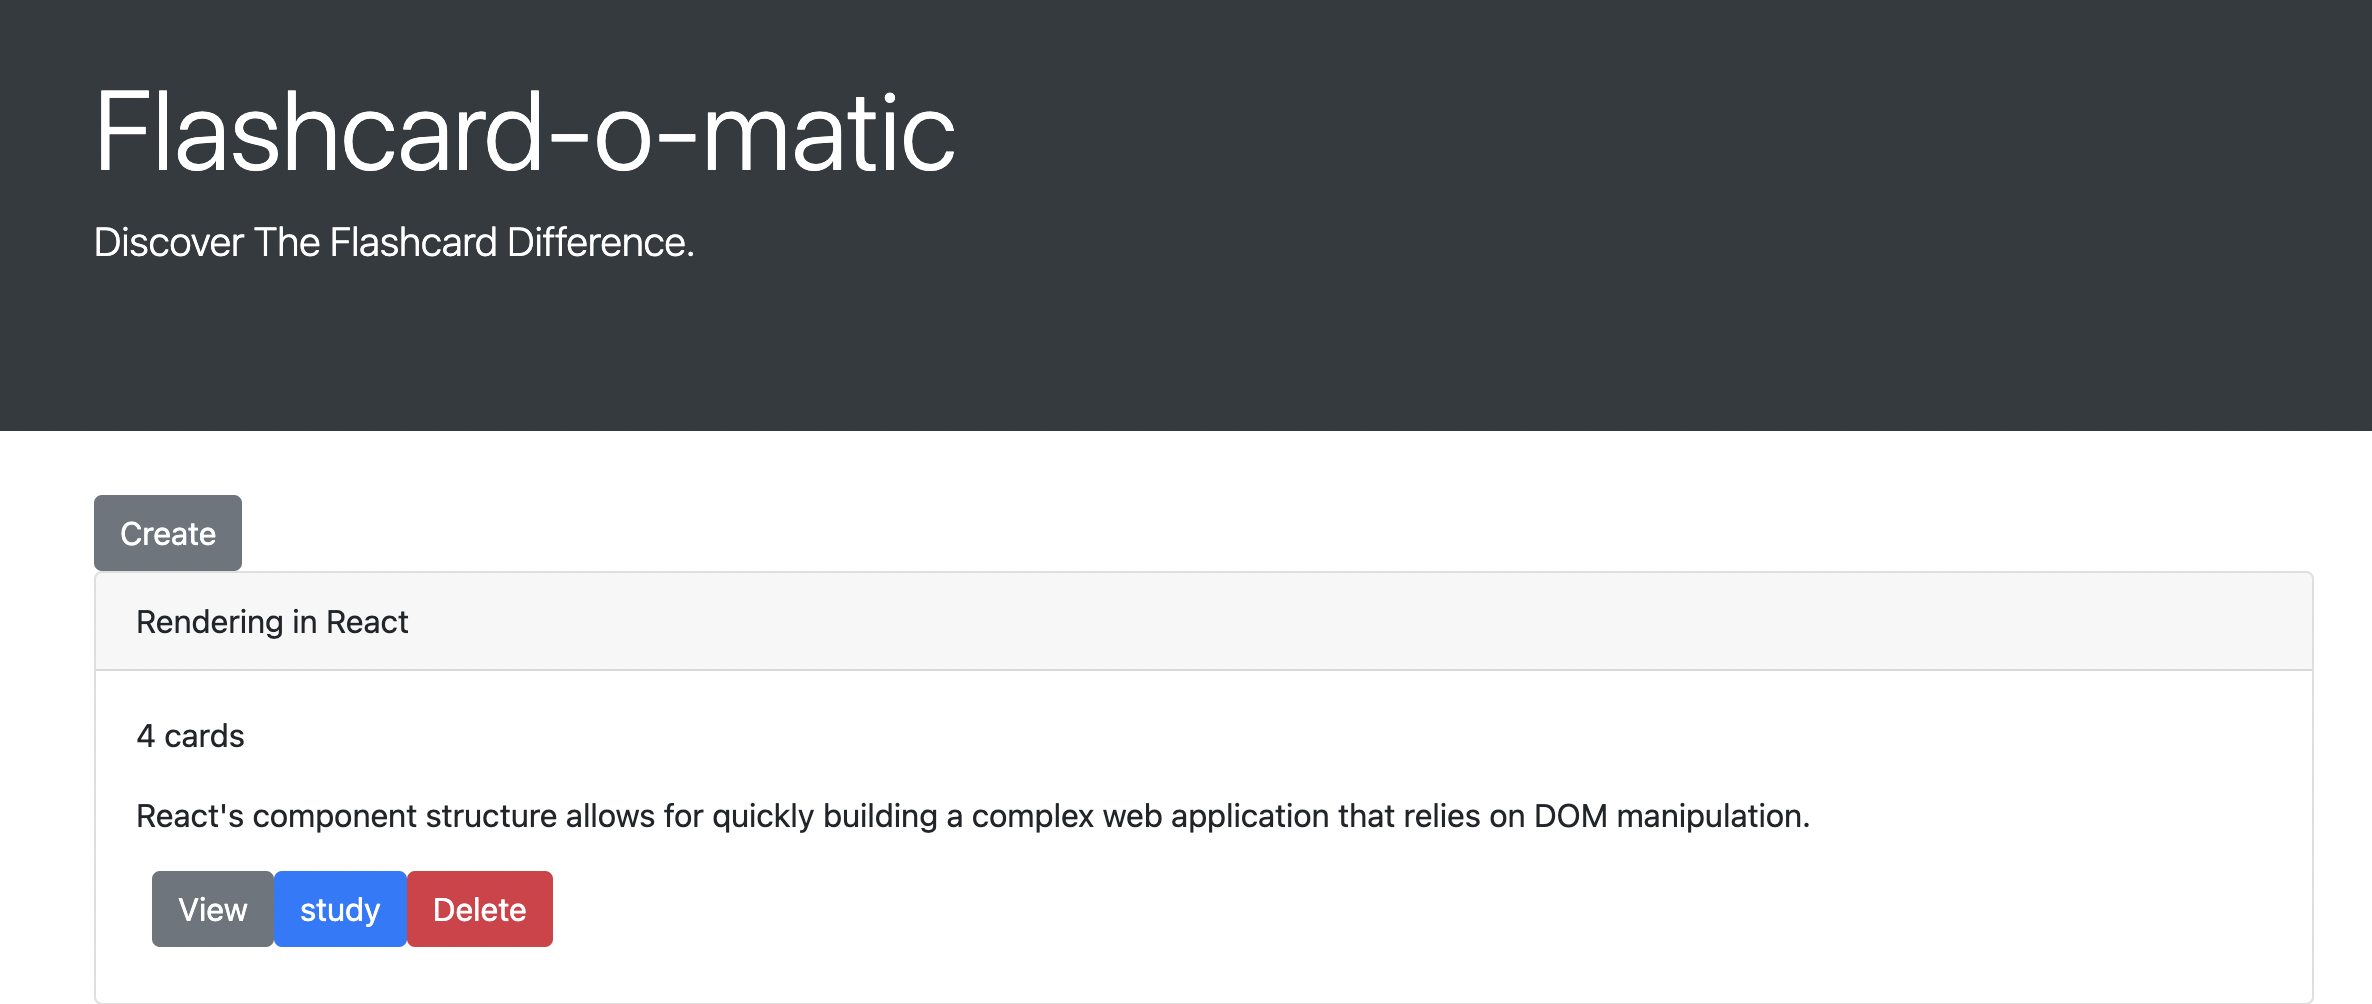 Flashcard-o-matic
Discover The Flashcard Difference.
Create
Rendering in React
4 cards
React's component structure allows for quickly building a complex web application that relies on DOM manipulation.
View study Delete